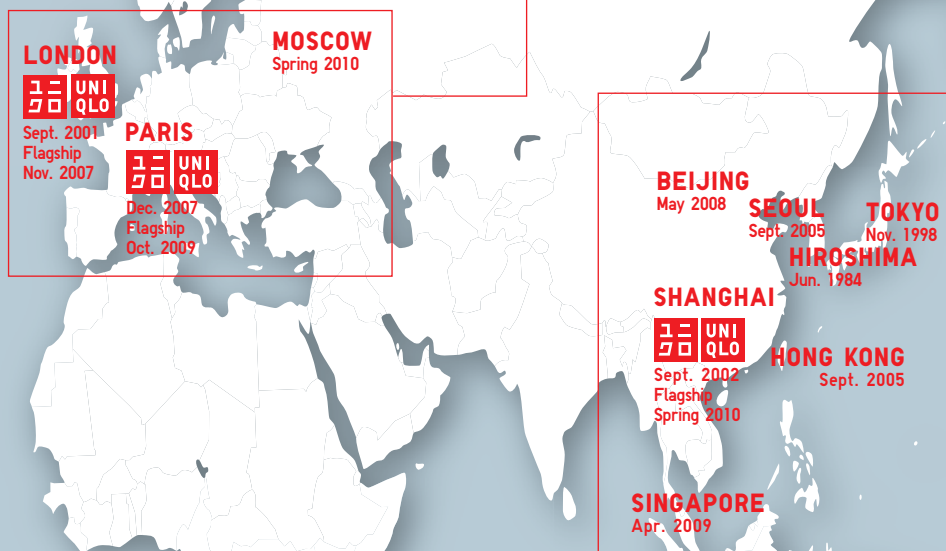 LONDON
ユニ UNI
クロ QLO
Sept. 2001
Flagship
Nov. 2007
PARIS
ユニ UNI
クロ QLO
Dec. 2007
Flagship
Oct. 2009
MOSCOW
Spring 2010
BEIJING
May 2008
SEOUL
Sept. 2005
TOKYO
Nov. 1998
HIROSHIMA
Jun. 1984
SHANGHAI
ユニ UNI
クロ QLO
Sept. 2002
Flagship
Spring 2010
HONG KONG
Sept. 2005
SINGAPORE
Apr. 2009